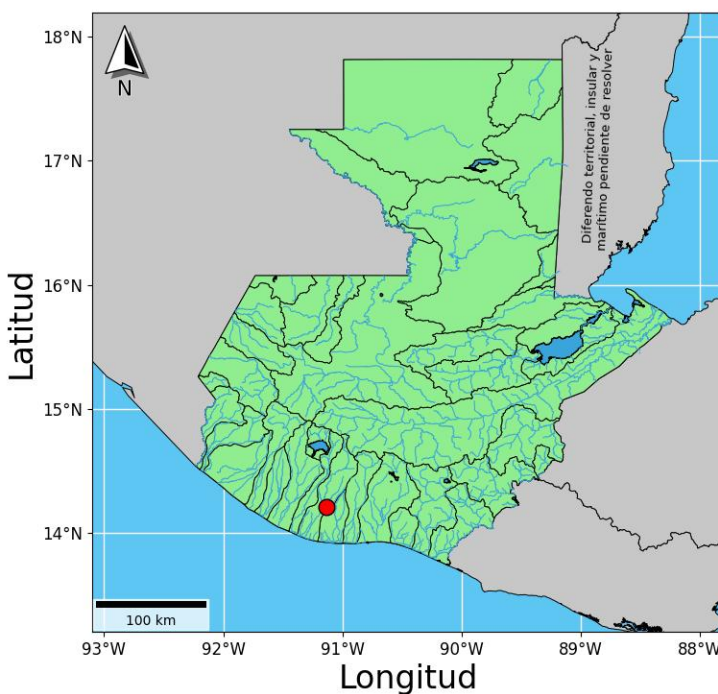 18°N
17°N
16°N
15°N
14°N
Latitud
N
Diferendo territorial, insular y
marítimo pendiente de resolver
100 km
93°W
92°W
91°W
90°W
89°W
88°W
Longitud